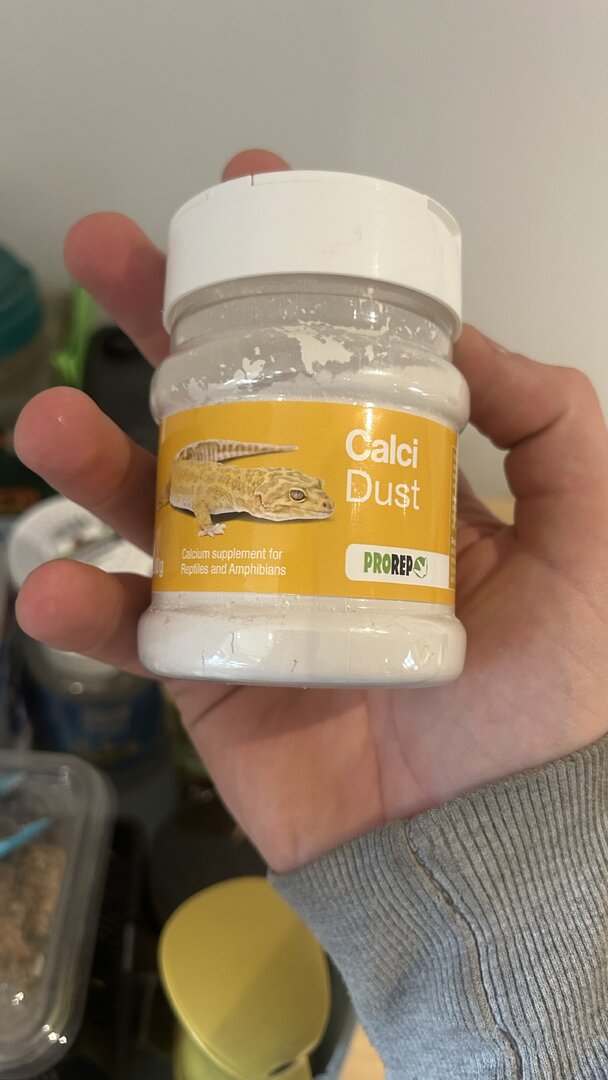 Calci
Dust
Calcium supplement for
Reptiles and Amphibians
PROREP